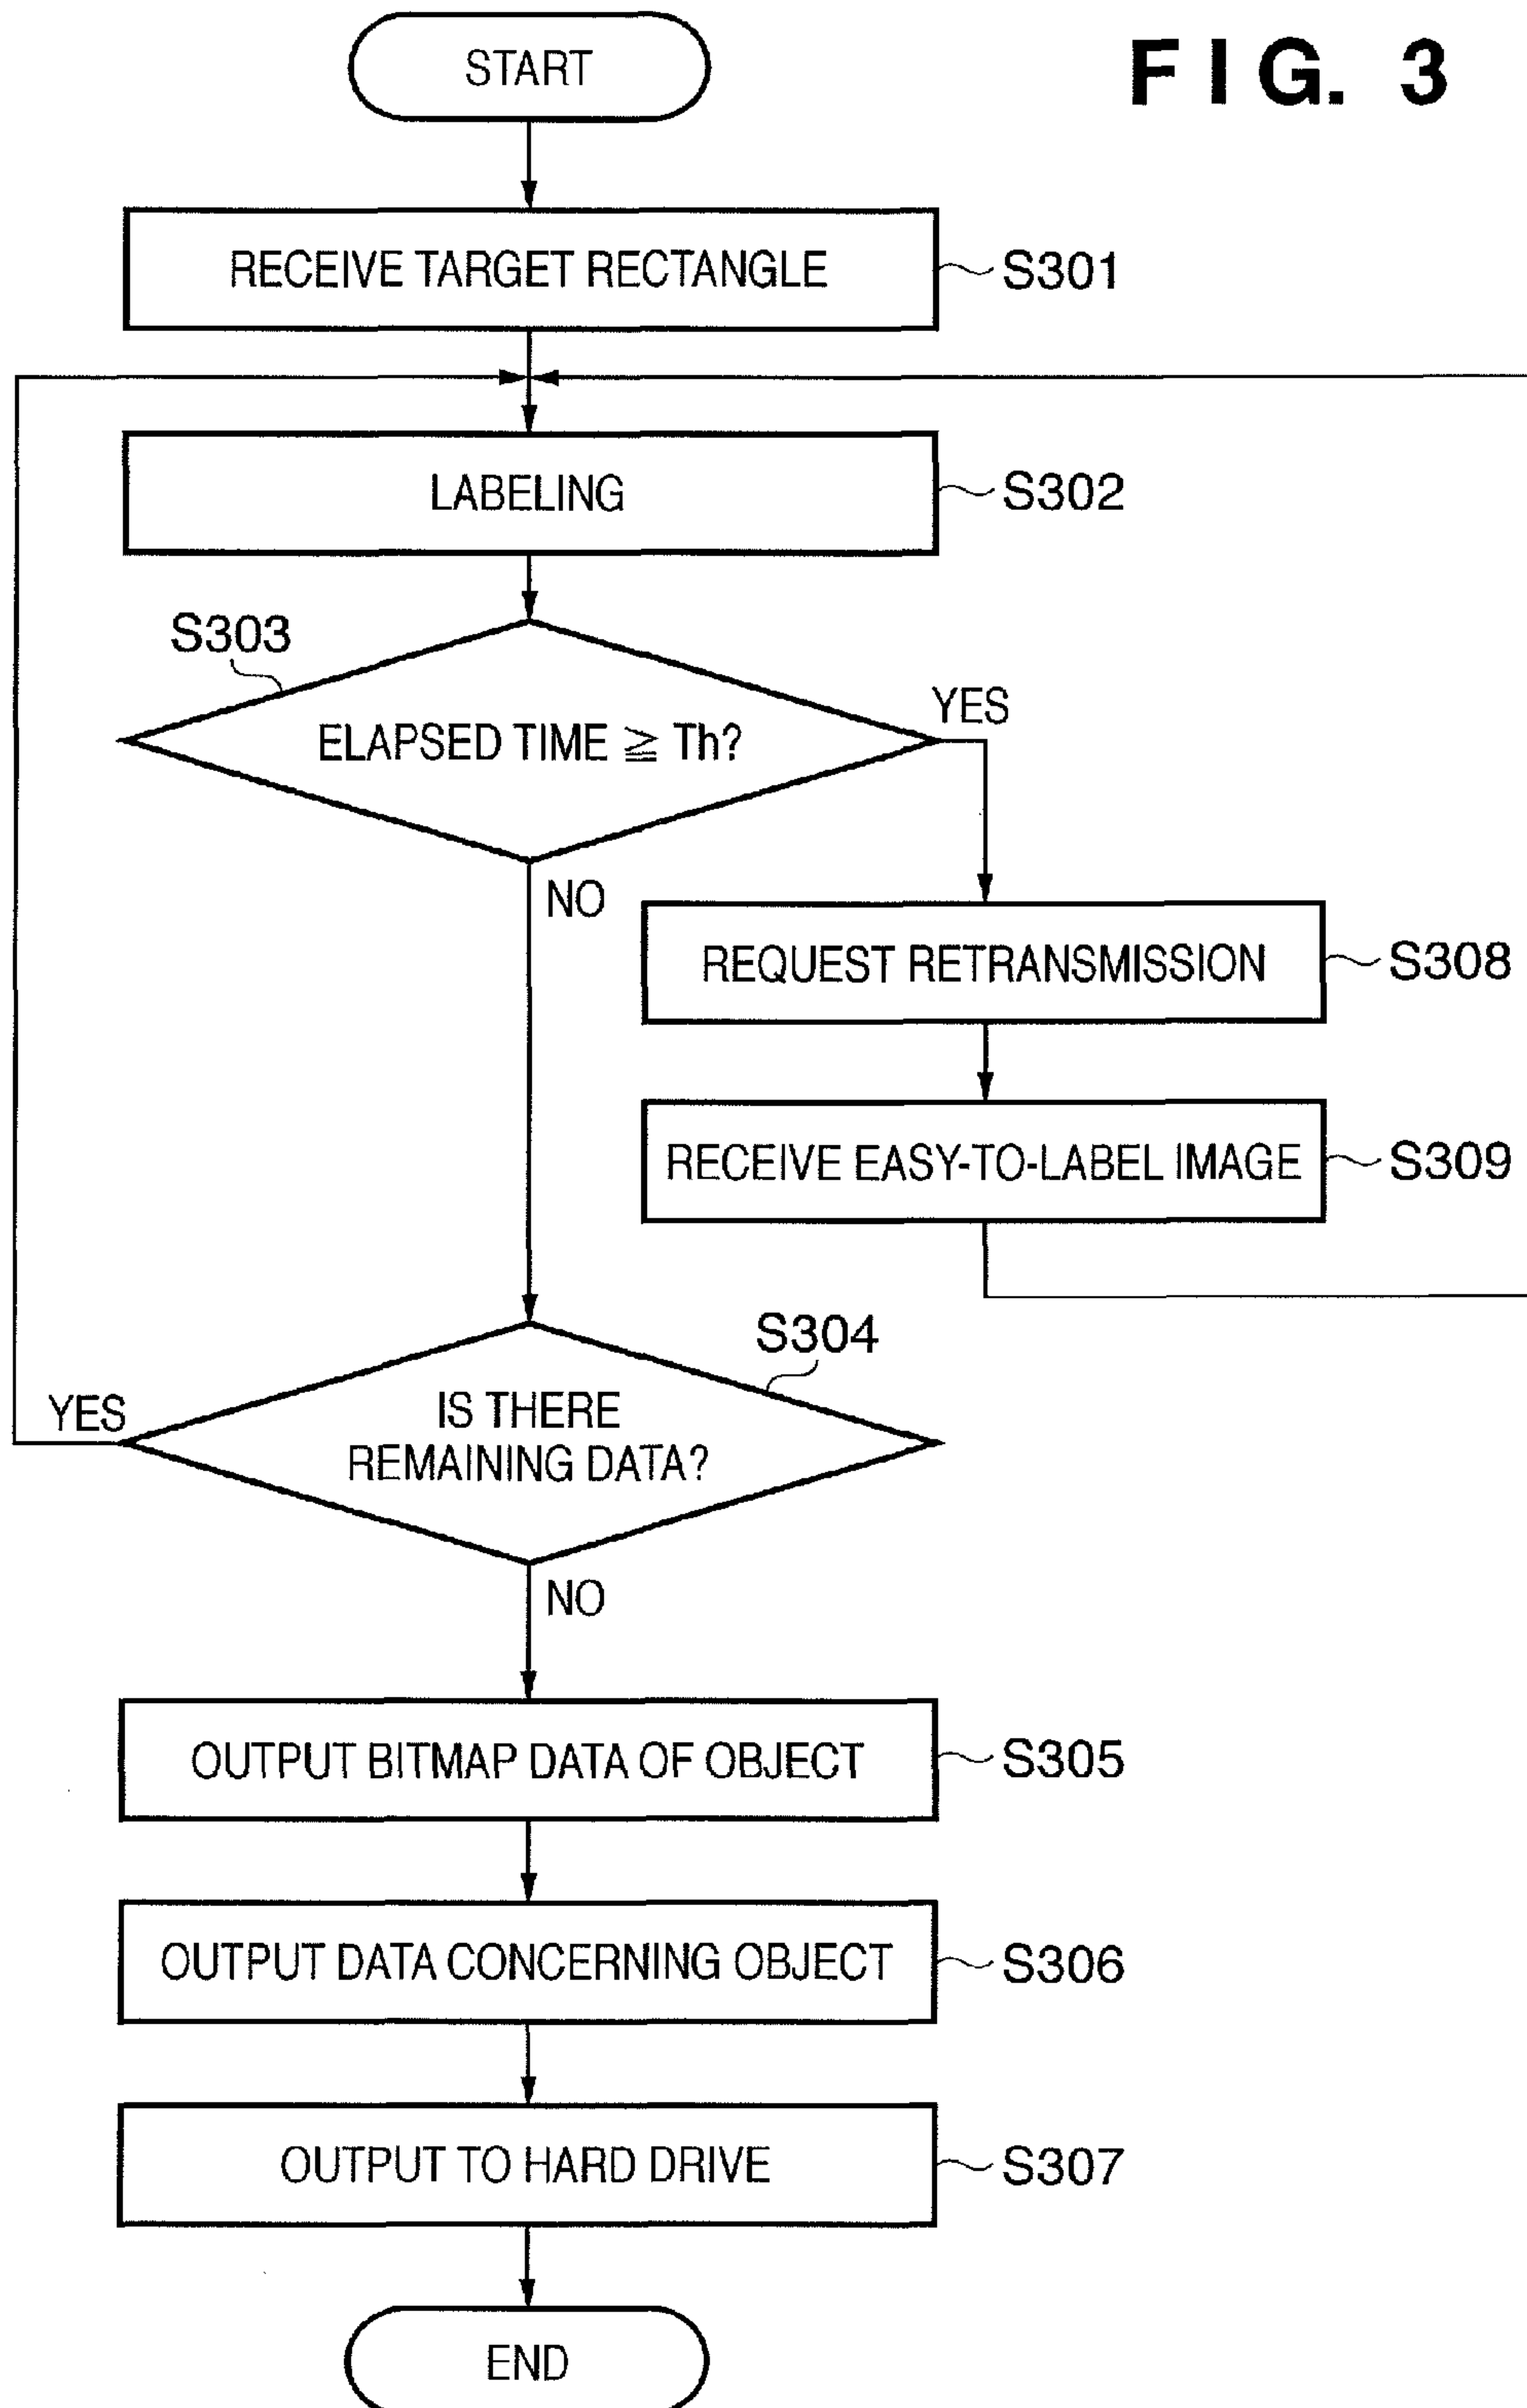 FIG. 3
START
RECEIVE TARGET RECTANGLE
S301
LABELING
S302
S303
ELAPSED TIME ≧ Th?
YES
NO
REQUEST RETRANSMISSION
S308
RECEIVE EASY-TO-LABEL IMAGE
S309
S304
YES
IS THERE
REMAINING DATA?
NO
OUTPUT BITMAP DATA OF OBJECT
S305
OUTPUT DATA CONCERNING OBJECT
S306
OUTPUT TO HARD DRIVE
S307
END